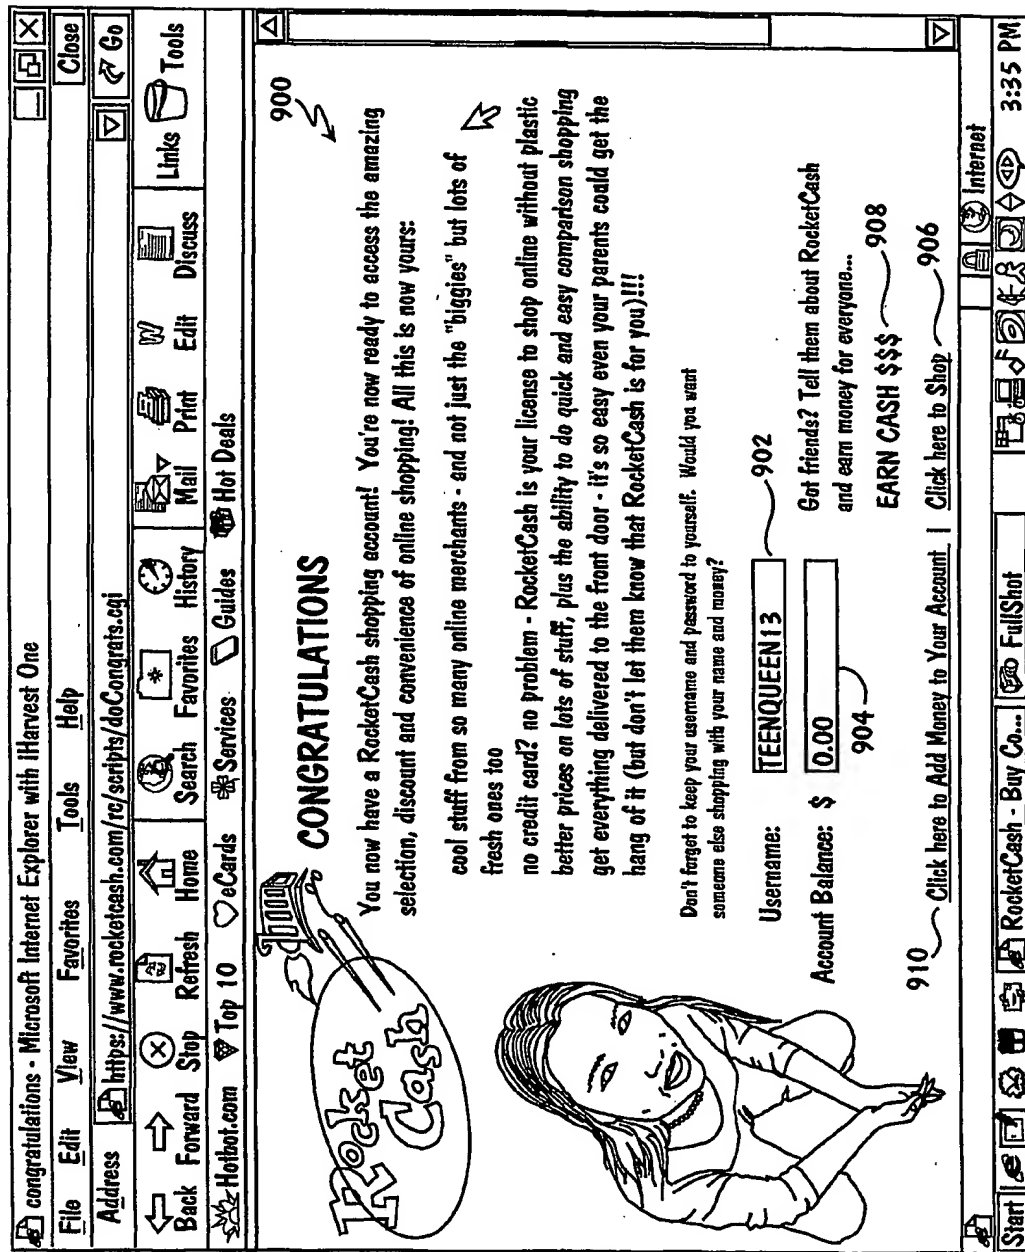 congratulations - Microsoft Internet Explorer with iHarvest One
File Edit View Favorites Tools Help Close
Address https://www.rocketcash.com/rc/scripts/doCongrats.cgi Go
Back Forward Stop Refresh Home Search Favorites History Mail Print Edit Discuss Links Tools
Hotbot.com Top 10 eCards Services Guides Hot Deals
900
Rocket
Cash
CONGRATULATIONS
You now have a RocketCash shopping account! You're now ready to access the amazing
selection, discount and convenience of online shopping! All this is now yours:
cool stuff from so many online merchants - and not just the "biggies" but lots of
fresh ones too
no credit card? no problem - RocketCash is your license to shop online without plastic
better prices on lots of stuff, plus the ability to do quick and easy comparison shopping
get everything delivered to the front door - it's so easy even your parents could get the
hang of it (but don't let them know that RocketCash is for you)!!!
Don't forget to keep your username and password to yourself. Would you want
someone else shopping with your name and money?
Username: TEENQUEEN13 902
Account Balance: $ 0.00
904
Got friends? Tell them about RocketCash
and earn money for everyone...
EARN CASH $$$ 908
910 Click here to Add Money to Your Account | Click here to Shop 906
Internet
Start RocketCash - Buy Co... FullShot 3:35 PM